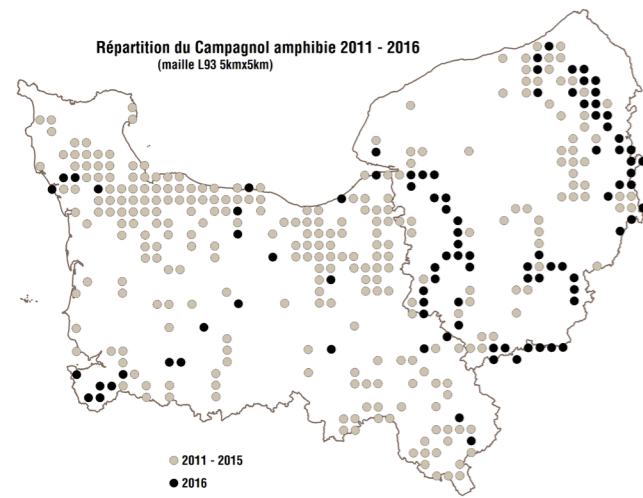 Répartition du Campagnol amphibie 2011 - 2016
(maille L93 5kmx5km)
2011 - 2015
2016